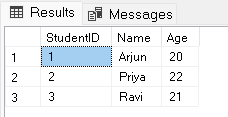 Results Messages
StudentID Name Age
1 1 Arjun 20
2 2 Priya 22
3 3 Ravi 21